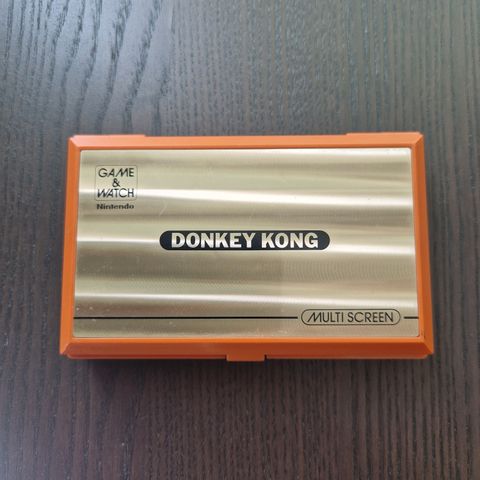 GAME
&
WATCH
Nintendo
DONKEY KONG
MULTI SCREEN